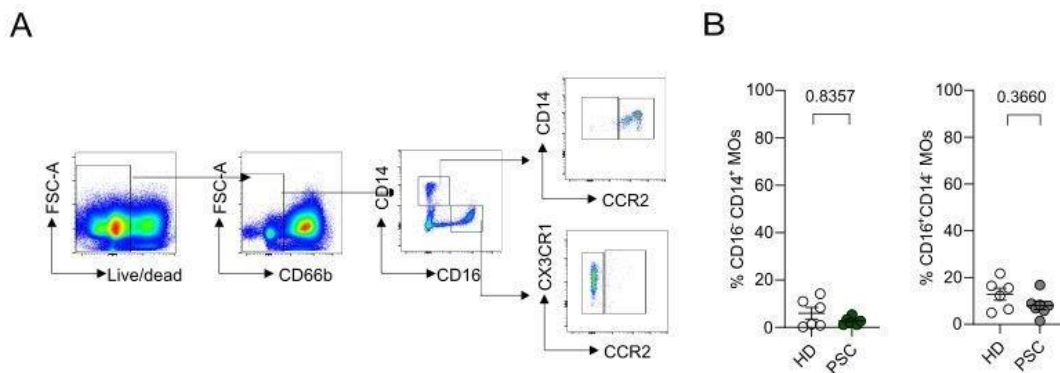 A
FSC-A
Live/dead
FSC-A
CD66b
CD14
CD16
CD14
CCR2
CX3CR1
CCR2
B
% CD16⁻ CD14⁺ MOs
100
80
60
40
20
0
0.8357
HD
PSC
% CD16⁺CD14⁻ MOs
100
80
60
40
20
0
0.3660
HD
PSC